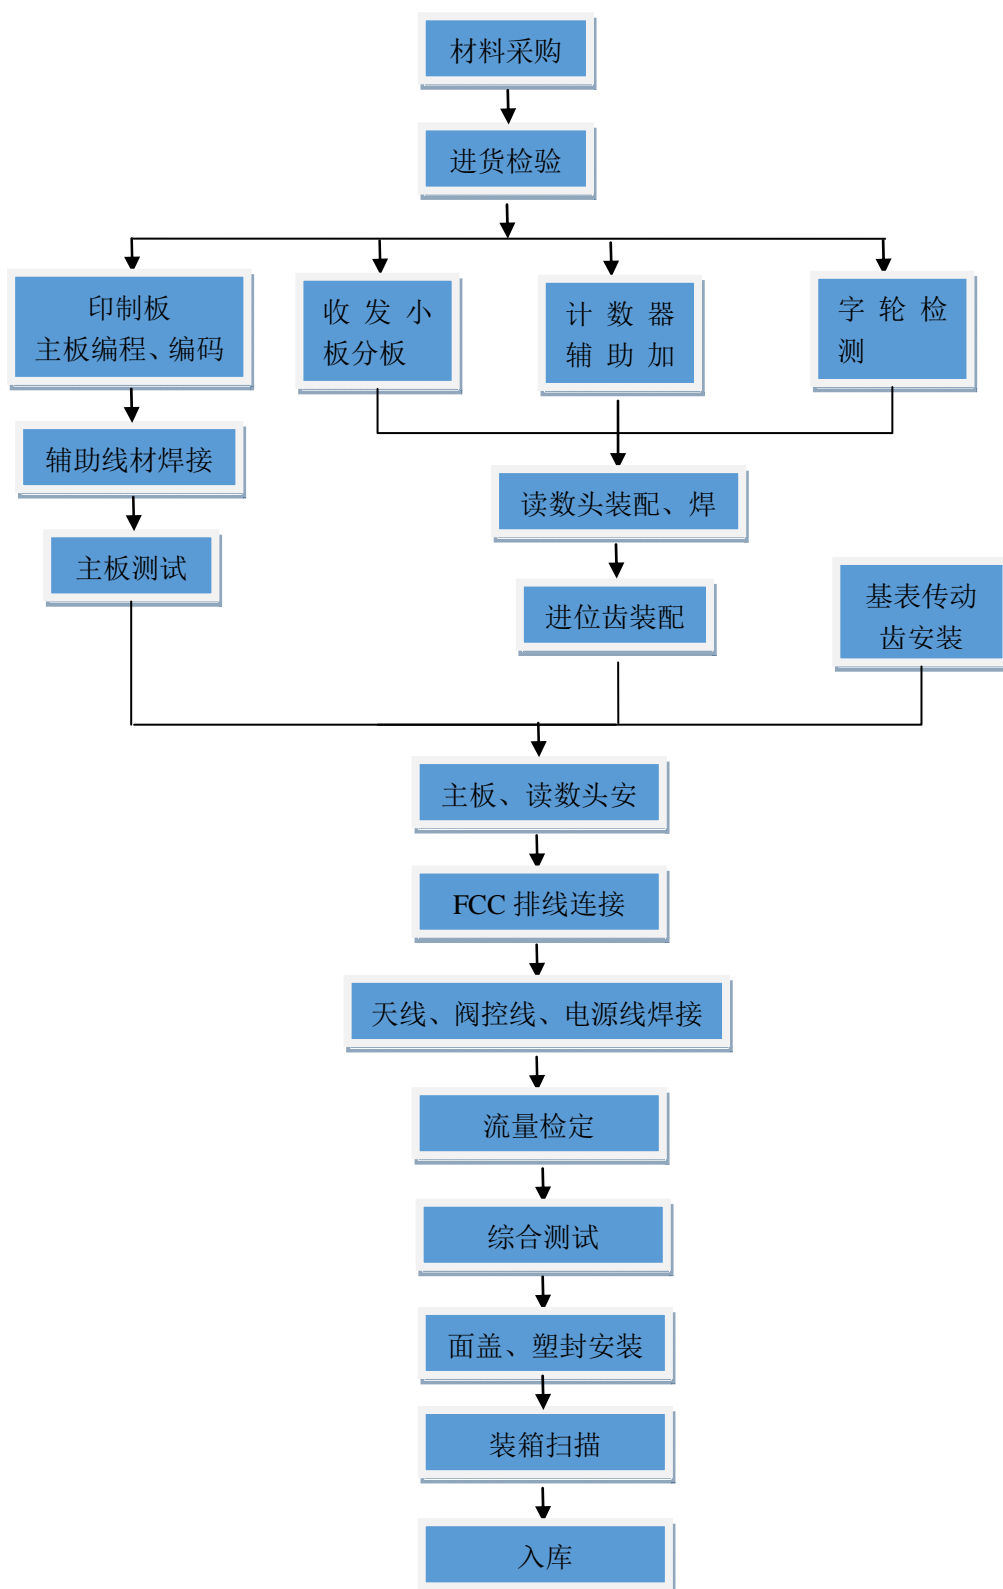 材料采购
进货检验
印制板
主板编程、编码
收发小
板分板
计数器
辅助加
字轮检
测
辅助线材焊接
读数头装配、焊
主板测试
进位齿装配
基表传动
齿安装
主板、读数头安
FCC 排线连接
天线、阀控线、电源线焊接
流量检定
综合测试
面盖、塑封安装
装箱扫描
入库